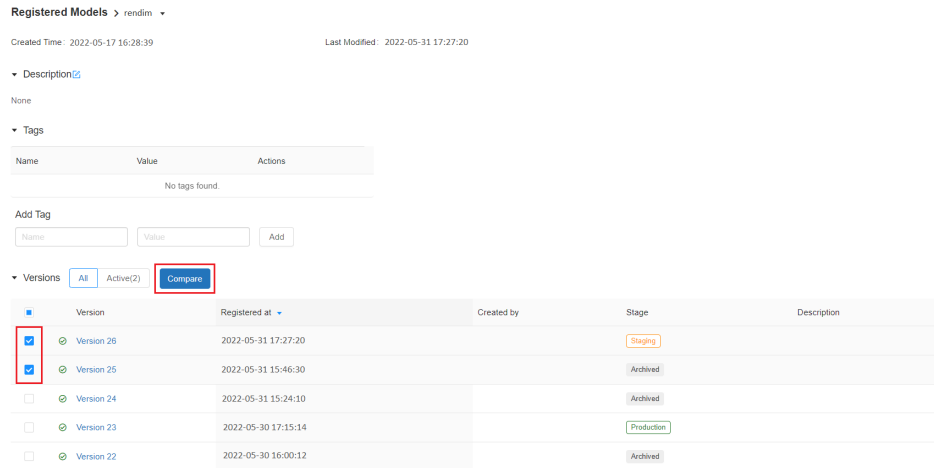 Registered Models > rendim
Created Time: 2022-05-17 16:28:39 Last Modified: 2022-05-31 17:27:20
Description
None
Tags
Name Value Actions
No tags found.
Add Tag
Name Value Add
Versions All Active(2) Compare
Version Registered at Created by Stage Description
Version 26 2022-05-31 17:27:20 Staging
Version 25 2022-05-31 15:46:30 Archived
Version 24 2022-05-31 15:24:10 Archived
Version 23 2022-05-30 17:15:14 Production
Version 22 2022-05-30 16:00:12 Archived